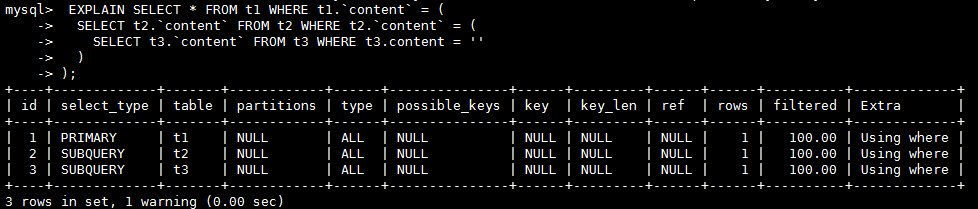 mysql>  EXPLAIN SELECT * FROM t1 WHERE t1.`content` = (
    ->   SELECT t2.`content` FROM t2 WHERE t2.`content` = (
    ->     SELECT t3.`content` FROM t3 WHERE t3.content = ''
    ->   )
    -> );
+----+-------------+-------+------------+------+---------------+------+---------+------+------+----------+-------------+
| id | select_type | table | partitions | type | possible_keys | key  | key_len | ref  | rows | filtered | Extra       |
+----+-------------+-------+------------+------+---------------+------+---------+------+------+----------+-------------+
|  1 | PRIMARY     | t1    | NULL       | ALL  | NULL          | NULL | NULL    | NULL |    1 |   100.00 | Using where |
|  2 | SUBQUERY    | t2    | NULL       | ALL  | NULL          | NULL | NULL    | NULL |    1 |   100.00 | Using where |
|  3 | SUBQUERY    | t3    | NULL       | ALL  | NULL          | NULL | NULL    | NULL |    1 |   100.00 | Using where |
+----+-------------+-------+------------+------+---------------+------+---------+------+------+----------+-------------+
3 rows in set, 1 warning (0.00 sec)